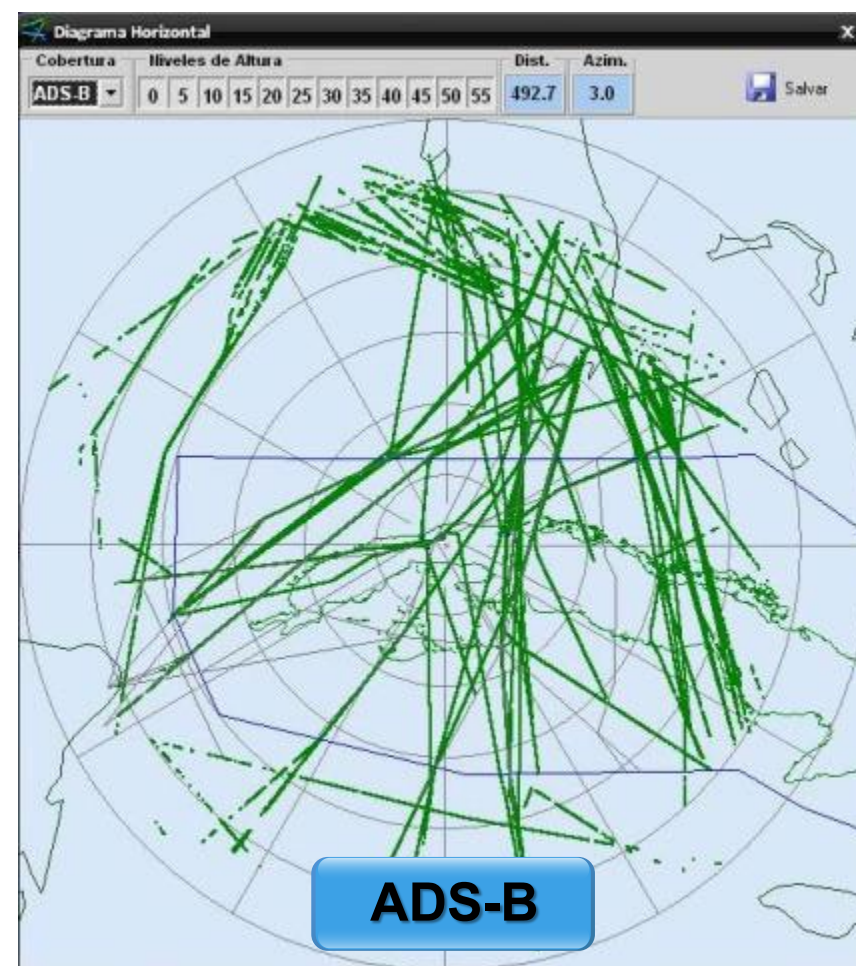 Diagrama Horizontal x
Cobertura Niveles de Altura Dist. Azim.
ADS-B 0 5 10 15 20 25 30 35 40 45 50 55 492.7 3.0 Salvar
ADS-B